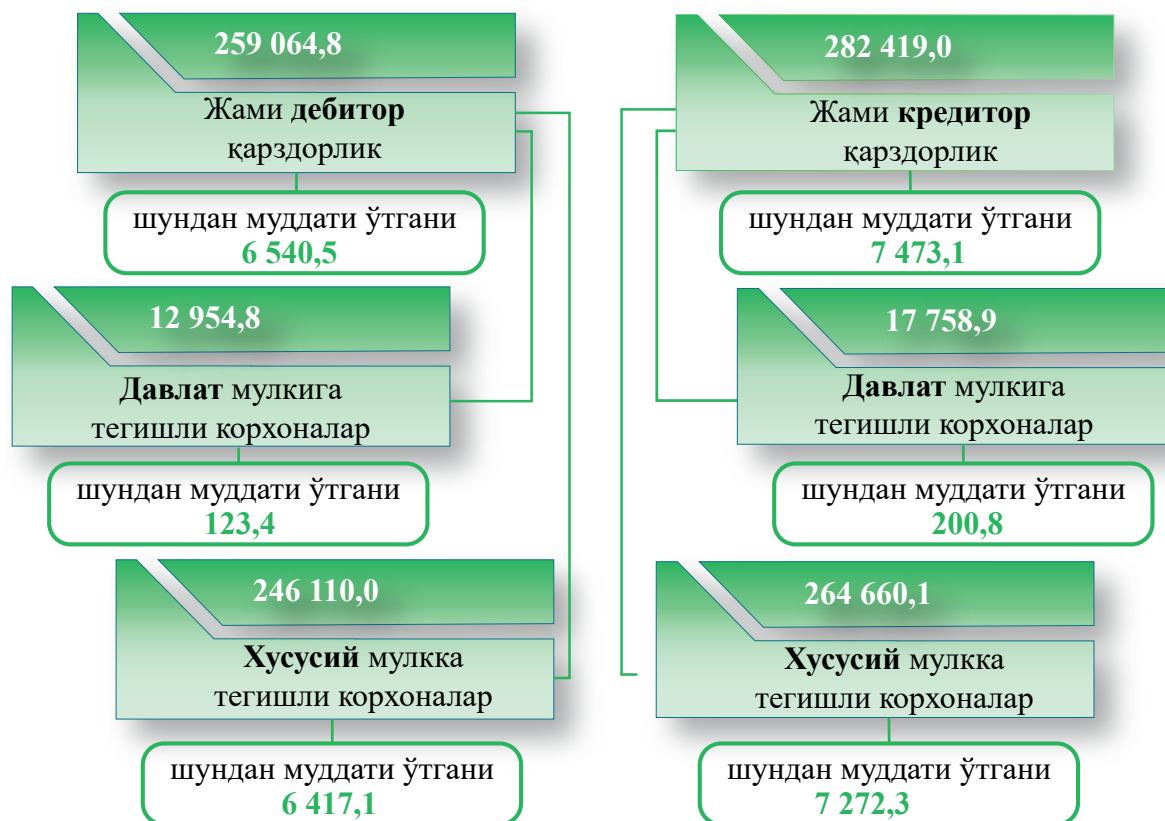 259 064,8
Жами дебитор
қарздорлик
шундан муддати ўтгани
6 540,5
12 954,8
Давлат мулкига
тегишли корхоналар
шундан муддати ўтгани
123,4
246 110,0
Хусусий мулкка
тегишли корхоналар
шундан муддати ўтгани
6 417,1
282 419,0
Жами кредитор
қарздорлик
шундан муддати ўтгани
7 473,1
17 758,9
Давлат мулкига
тегишли корхоналар
шундан муддати ўтгани
200,8
264 660,1
Хусусий мулкка
тегишли корхоналар
шундан муддати ўтгани
7 272,3